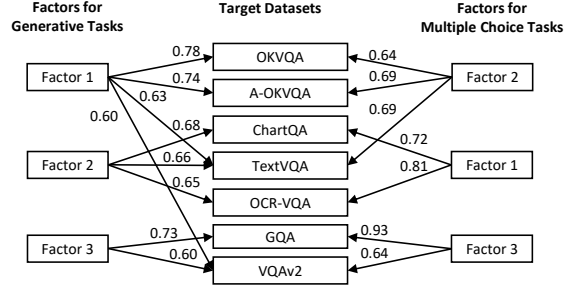 Factors for
Generative Tasks
Target Datasets
Factors for
Multiple Choice Tasks
0.78
OKVQA
0.64
Factor 1
0.74
A-OKVQA
0.69
Factor 2
0.63
0.60
0.69
0.68
ChartQA
0.72
Factor 2
0.66
TextVQA
0.81
Factor 1
0.65
OCR-VQA
0.73
GQA
0.93
Factor 3
0.60
VQAv2
0.64
Factor 3